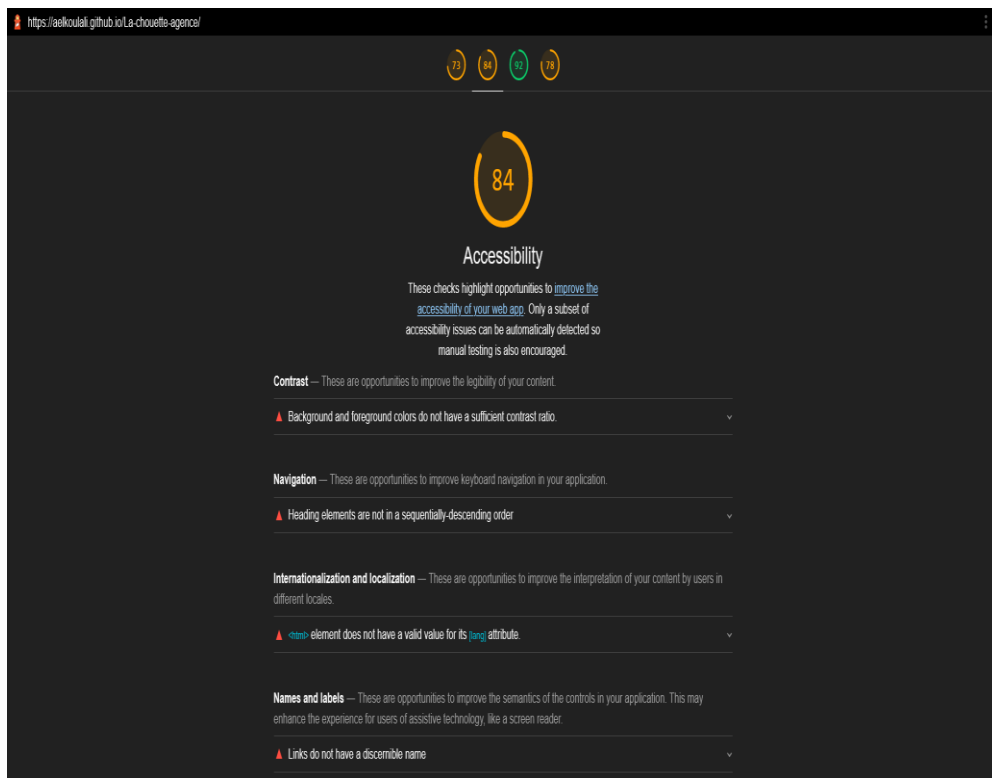 https://aelkoulali.github.io/La-chouette-agence/
73 84 92 78
84
Accessibility
These checks highlight opportunities to improve the
accessibility of your web app. Only a subset of
accessibility issues can be automatically detected so
manual testing is also encouraged.
Contrast — These are opportunities to improve the legibility of your content.
Background and foreground colors do not have a sufficient contrast ratio.
Navigation — These are opportunities to improve keyboard navigation in your application.
Heading elements are not in a sequentially-descending order
Internationalization and localization — These are opportunities to improve the interpretation of your content by users in
different locales.
<html> element does not have a valid value for its [lang] attribute.
Names and labels — These are opportunities to improve the semantics of the controls in your application. This may
enhance the experience for users of assistive technology, like a screen reader.
Links do not have a discernible name